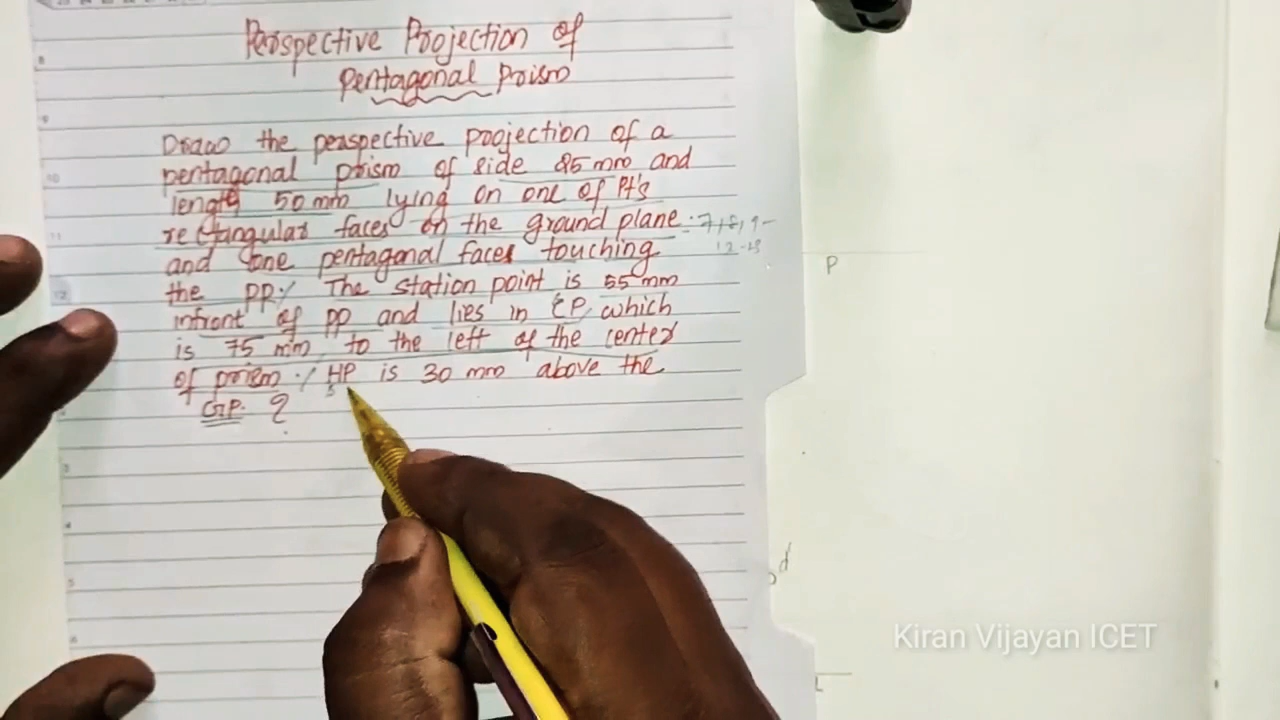 Perspective Projection of
Pentagonal Prism
Draw the perspective projection of a
pentagonal prism of side 25 mm and
length 50 mm lying on one of it's
rectangular faces on the ground plane
and one pentagonal faces touching
the PP. The station point is 55 mm
infront of PP and lies in CP, which
is 75 mm to the left of the center
of prism. HP is 30 mm above the
GP. ?
P
d'
Kiran Vijayan ICET